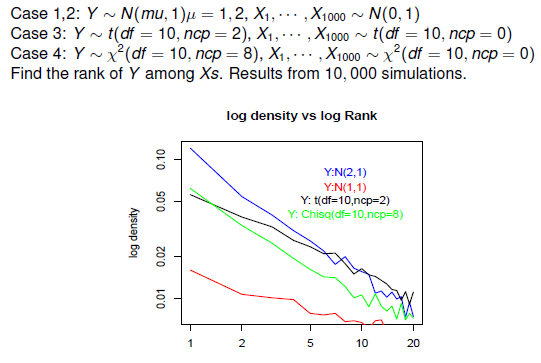 Case 1,2: Y ~ N(mu, 1)μ = 1, 2, X₁, ⋯ , X₁₀₀₀ ~ N(0, 1)
Case 3: Y ~ t(df = 10, ncp = 2), X₁, ⋯ , X₁₀₀₀ ~ t(df = 10, ncp = 0)
Case 4: Y ~ χ²(df = 10, ncp = 8), X₁, ⋯ , X₁₀₀₀ ~ χ²(df = 10, ncp = 0)
Find the rank of Y among Xs. Results from 10, 000 simulations.
log density vs log Rank
Y:N(2,1)
Y:N(1,1)
Y: t(df=10,ncp=2)
Y: Chisq(df=10,ncp=8)
log density
0.10
0.05
0.02
0.01
1 2 5 10 20